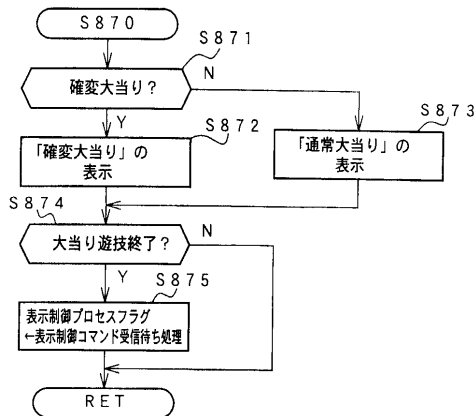 S870
S871
確変大当り?
N
Y
S872
S873
「確変大当り」の
表示
「通常大当り」の
表示
S874
大当り遊技終了?
N
Y
S875
表示制御プロセスフラグ
←表示制御コマンド受信待ち処理
RET